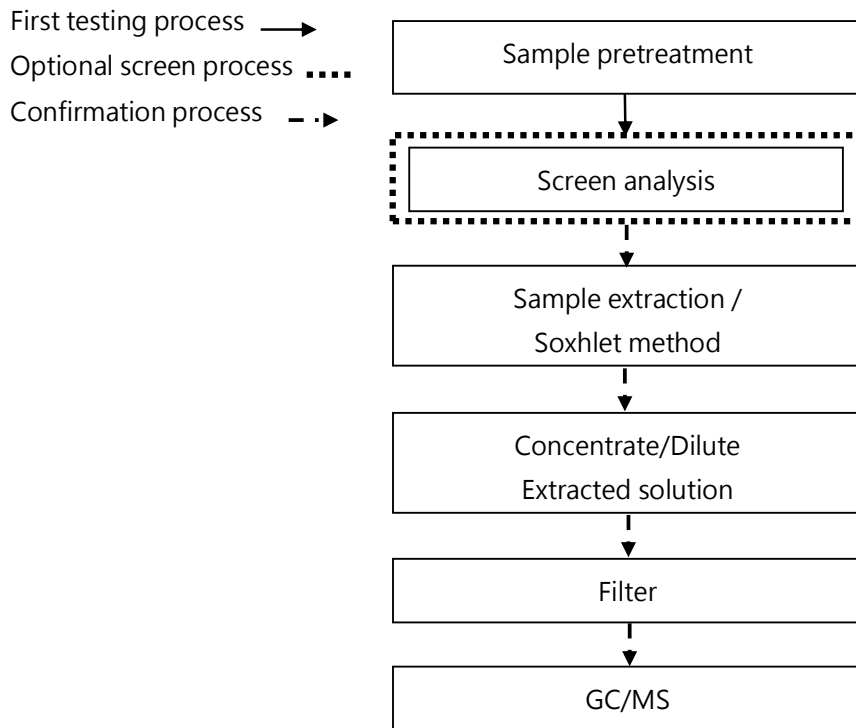 First testing process
Optional screen process
Confirmation process
Sample pretreatment
Screen analysis
Sample extraction /
Soxhlet method
Concentrate/Dilute
Extracted solution
Filter
GC/MS